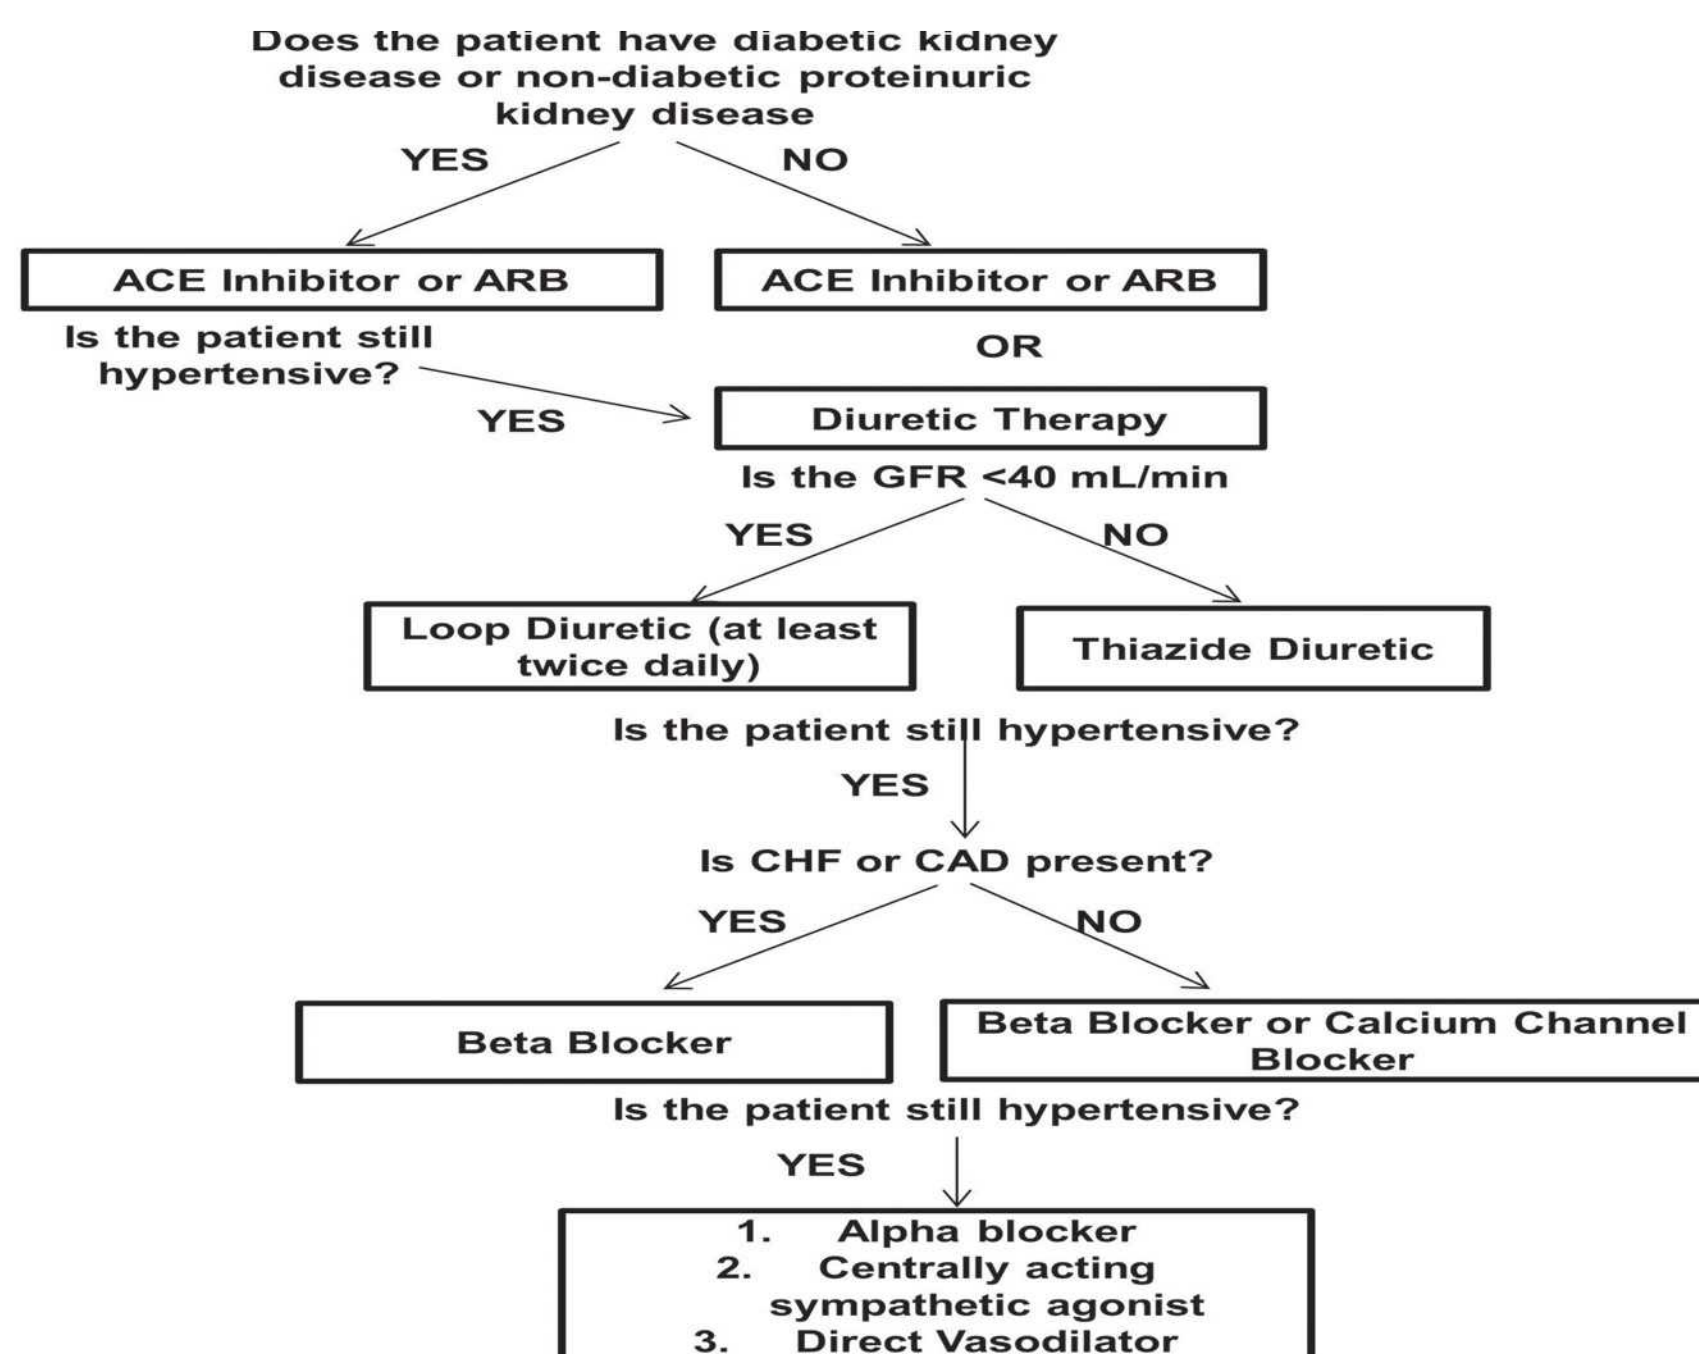 Does the patient have diabetic kidney
disease or non-diabetic proteinuric
kidney disease
YES
NO
ACE Inhibitor or ARB
ACE Inhibitor or ARB
Is the patient still
hypertensive?
OR
YES
Diuretic Therapy
Is the GFR <40 mL/min
YES
NO
Loop Diuretic (at least
twice daily)
Thiazide Diuretic
Is the patient still hypertensive?
YES
Is CHF or CAD present?
YES
NO
Beta Blocker
Beta Blocker or Calcium Channel
Blocker
Is the patient still hypertensive?
YES
1. Alpha blocker
2. Centrally acting
sympathetic agonist
3. Direct Vasodilator